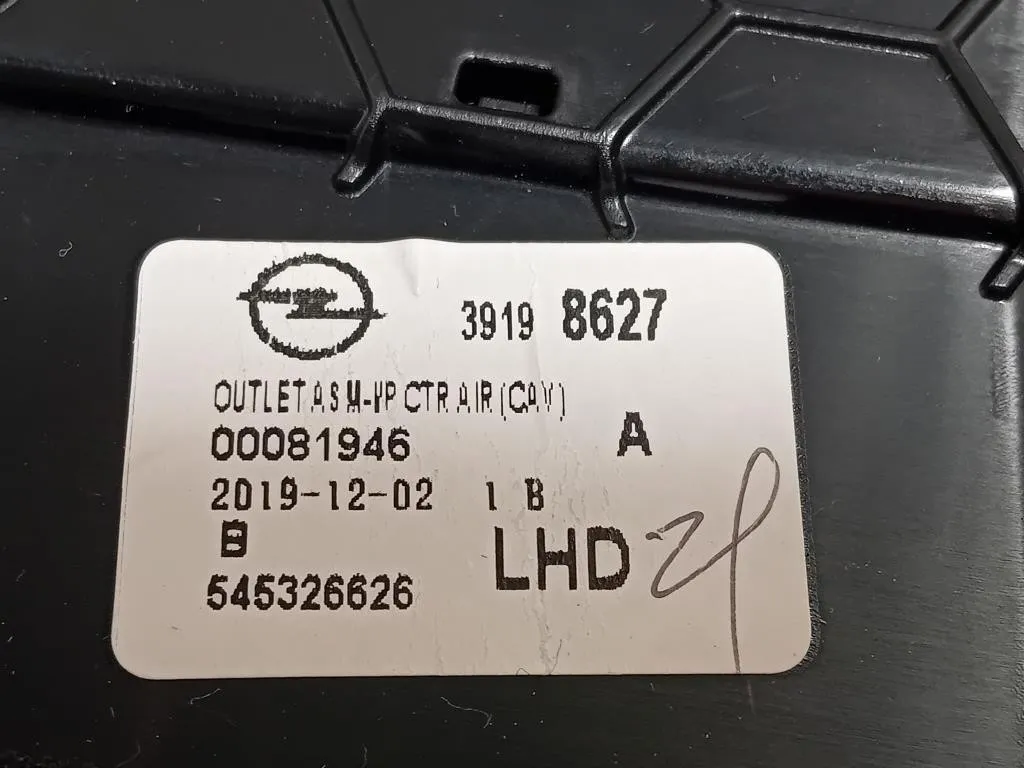 3919 8627
OUTLET ASM-I/P CTR AIR (CAV)
00081946 A
2019-12-02 1 B
B LHD
545326626